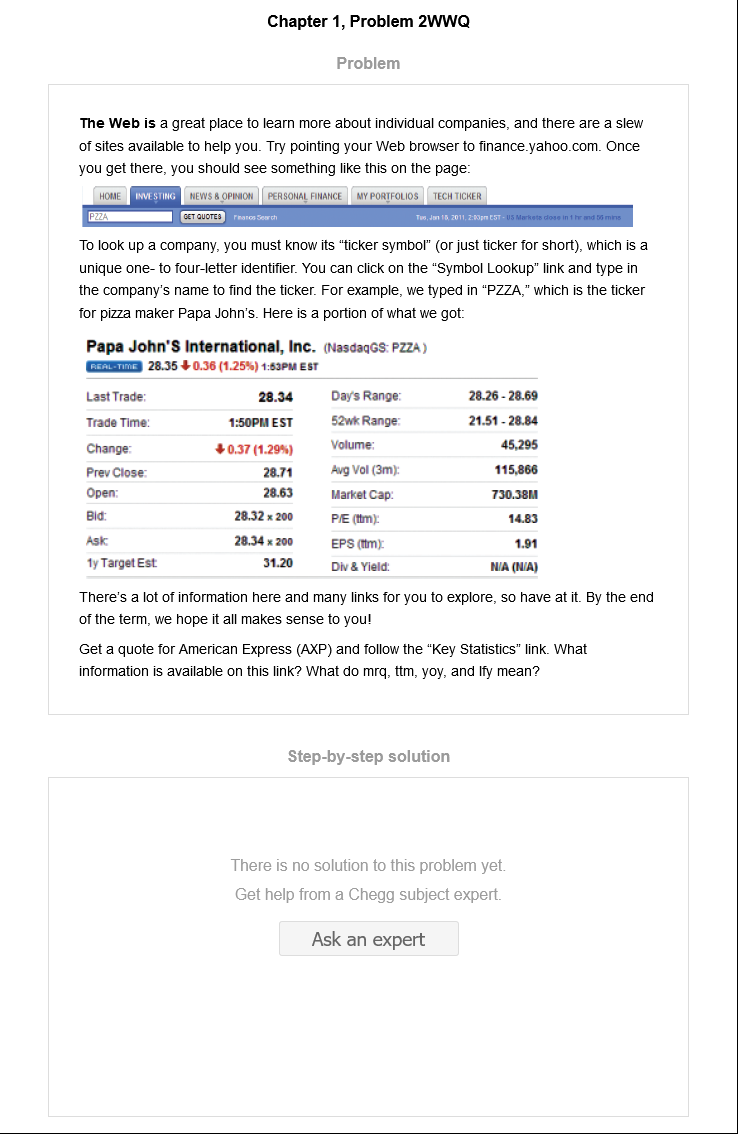 Chapter 1, Problem 2WWQ
Problem
The Web is a great place to learn more about individual companies, and there are a slew
of sites available to help you. Try pointing your Web browser to finance.yahoo.com. Once
you get there, you should see something like this on the page:
HOME INVESTING NEWS & OPINION PERSONAL FINANCE MY PORTFOLIOS TECH TICKER
PZZA GET QUOTES Finance Search Tue, Jan 18, 2011, 2:03pm EST - US Markets close in 1 hr and 56 mins
To look up a company, you must know its “ticker symbol” (or just ticker for short), which is a
unique one- to four-letter identifier. You can click on the “Symbol Lookup” link and type in
the company’s name to find the ticker. For example, we typed in “PZZA,” which is the ticker
for pizza maker Papa John’s. Here is a portion of what we got:
Papa John'S International, Inc. (NasdaqGS: PZZA )
REAL-TIME 28.35 0.36 (1.25%) 1:53PM EST
Last Trade: 28.34 Day's Range: 28.26 - 28.69
Trade Time: 1:50PM EST 52wk Range: 21.51 - 28.84
Change: 0.37 (1.29%) Volume: 45,295
Prev Close: 28.71 Avg Vol (3m): 115,866
Open: 28.63 Market Cap: 730.38M
Bid: 28.32 x 200 P/E (ttm): 14.83
Ask: 28.34 x 200 EPS (ttm): 1.91
1y Target Est: 31.20 Div & Yield: N/A (N/A)
There’s a lot of information here and many links for you to explore, so have at it. By the end
of the term, we hope it all makes sense to you!
Get a quote for American Express (AXP) and follow the “Key Statistics” link. What
information is available on this link? What do mrq, ttm, yoy, and lfy mean?
Step-by-step solution
There is no solution to this problem yet.
Get help from a Chegg subject expert.
Ask an expert